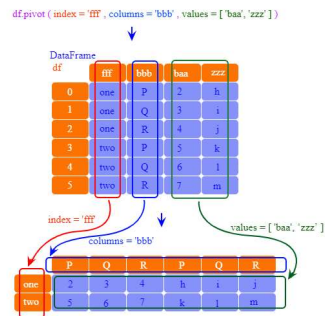 df.pivot ( index = 'fff' , columns = 'bbb' , values = [ 'baa', 'zzz' ] )
DataFrame
df
fff bbb baa zzz
0 one P 2 h
1 one Q 3 i
2 one R 4 j
3 two P 5 k
4 two Q 6 l
5 two R 7 m
index = 'fff'
values = [ 'baa', 'zzz' ]
columns = 'bbb'
P Q R P Q R
one 2 3 4 h i j
two 5 6 7 k l m